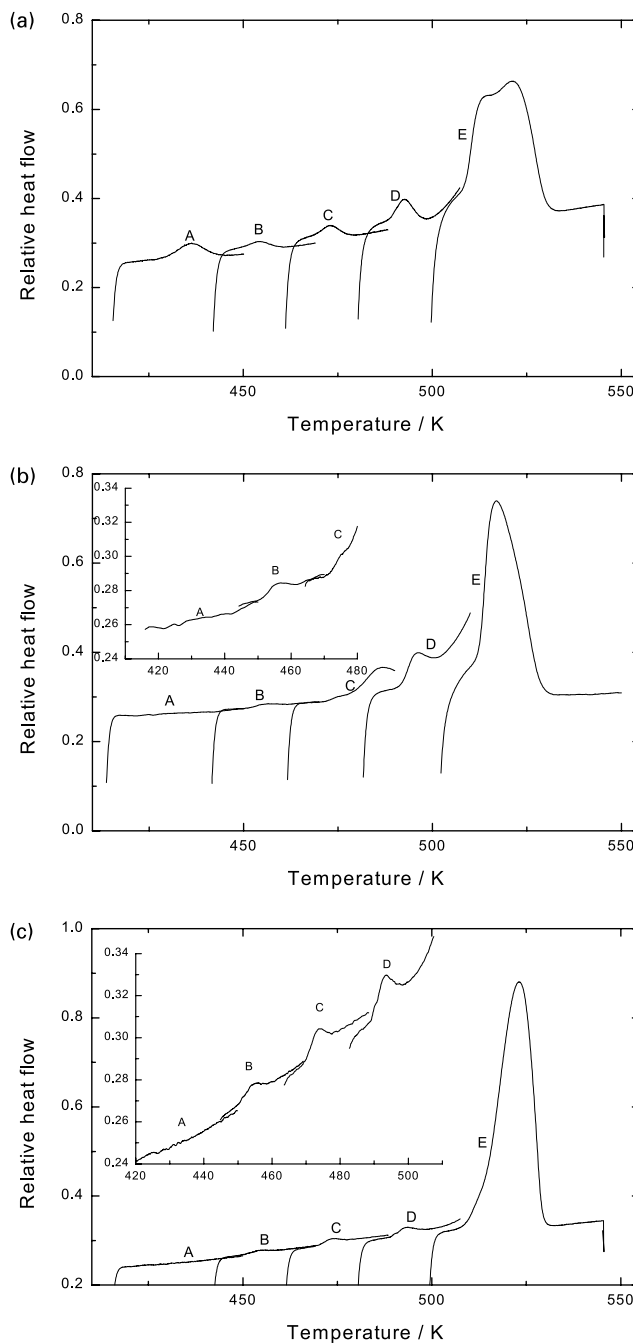 (a)
0.8
0.6
0.4
0.2
0.0
Relative heat flow
A
B
C
D
E
450
500
550
Temperature / K
(b)
0.8
0.6
0.4
0.2
0.0
Relative heat flow
0.34
0.32
0.30
0.28
0.26
0.24
A
B
C
420
440
460
480
A
B
C
D
E
450
500
550
Temperature / K
(c)
1.0
0.8
0.6
0.4
0.2
Relative heat flow
0.34
0.32
0.30
0.28
0.26
0.24
A
B
C
D
420
440
460
480
500
A
B
C
D
E
450
500
550
Temperature / K